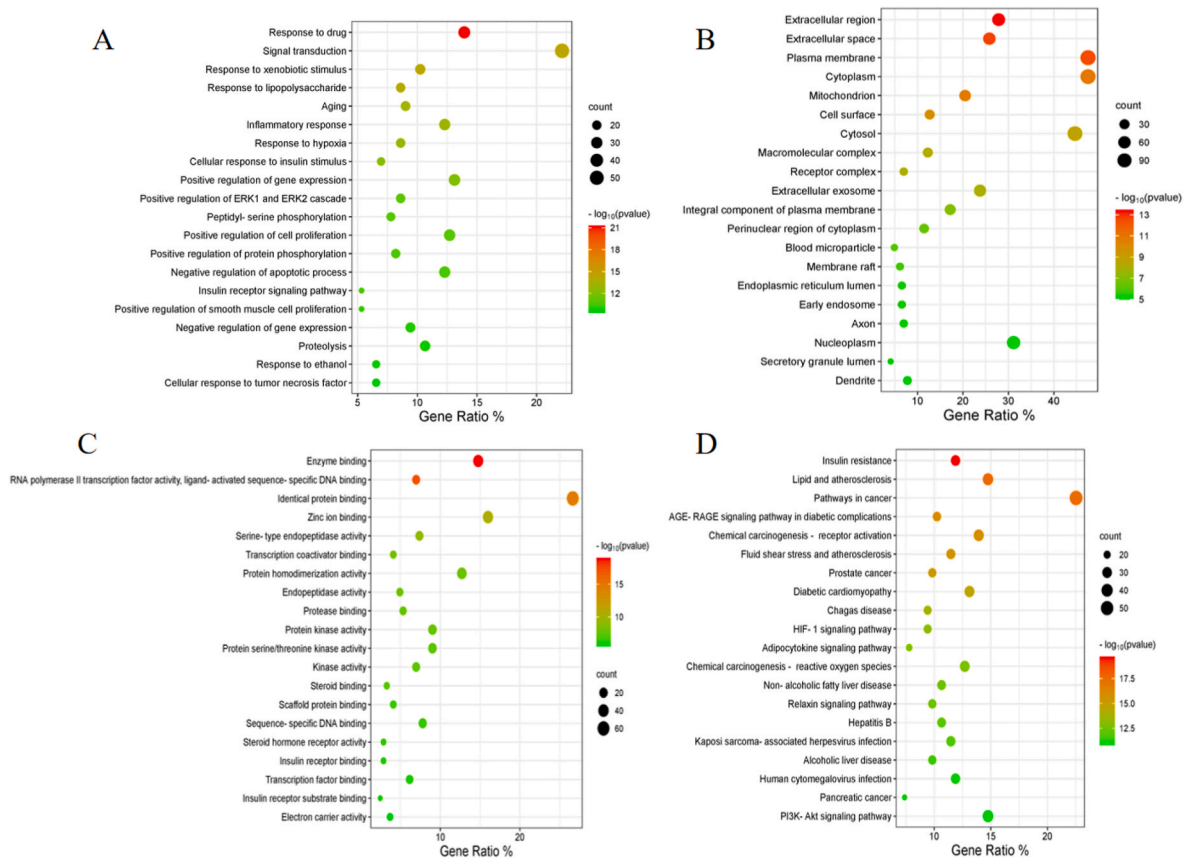 A
Response to drug
Signal transduction
Response to xenobiotic stimulus
Response to lipopolysaccharide
Aging
Inflammatory response
Response to hypoxia
Cellular response to insulin stimulus
Positive regulation of gene expression
Positive regulation of ERK1 and ERK2 cascade
Peptidyl- serine phosphorylation
Positive regulation of cell proliferation
Positive regulation of protein phosphorylation
Negative regulation of apoptotic process
Insulin receptor signaling pathway
Positive regulation of smooth muscle cell proliferation
Negative regulation of gene expression
Proteolysis
Response to ethanol
Cellular response to tumor necrosis factor
5 10 15 20
Gene Ratio %
count
20
30
40
50
- log10(pvalue)
21
18
15
12
B
Extracellular region
Extracellular space
Plasma membrane
Cytoplasm
Mitochondrion
Cell surface
Cytosol
Macromolecular complex
Receptor complex
Extracellular exosome
Integral component of plasma membrane
Perinuclear region of cytoplasm
Blood microparticle
Membrane raft
Endoplasmic reticulum lumen
Early endosome
Axon
Nucleoplasm
Secretory granule lumen
Dendrite
10 20 30 40
Gene Ratio %
count
30
60
90
- log10(pvalue)
13
11
9
7
5
C
Enzyme binding
RNA polymerase II transcription factor activity, ligand- activated sequence- specific DNA binding
Identical protein binding
Zinc ion binding
Serine- type endopeptidase activity
Transcription coactivator binding
Protein homodimerization activity
Endopeptidase activity
Protease binding
Protein kinase activity
Protein serine/threonine kinase activity
Kinase activity
Steroid binding
Scaffold protein binding
Sequence- specific DNA binding
Steroid hormone receptor activity
Insulin receptor binding
Transcription factor binding
Insulin receptor substrate binding
Electron carrier activity
10 20
Gene Ratio %
- log10(pvalue)
15
10
count
20
40
60
D
Insulin resistance
Lipid and atherosclerosis
Pathways in cancer
AGE- RAGE signaling pathway in diabetic complications
Chemical carcinogenesis - receptor activation
Fluid shear stress and atherosclerosis
Prostate cancer
Diabetic cardiomyopathy
Chagas disease
HIF- 1 signaling pathway
Adipocytokine signaling pathway
Chemical carcinogenesis - reactive oxygen species
Non- alcoholic fatty liver disease
Relaxin signaling pathway
Hepatitis B
Kaposi sarcoma- associated herpesvirus infection
Alcoholic liver disease
Human cytomegalovirus infection
Pancreatic cancer
PI3K- Akt signaling pathway
10 15 20
Gene Ratio %
count
20
30
40
50
- log10(pvalue)
17.5
15.0
12.5